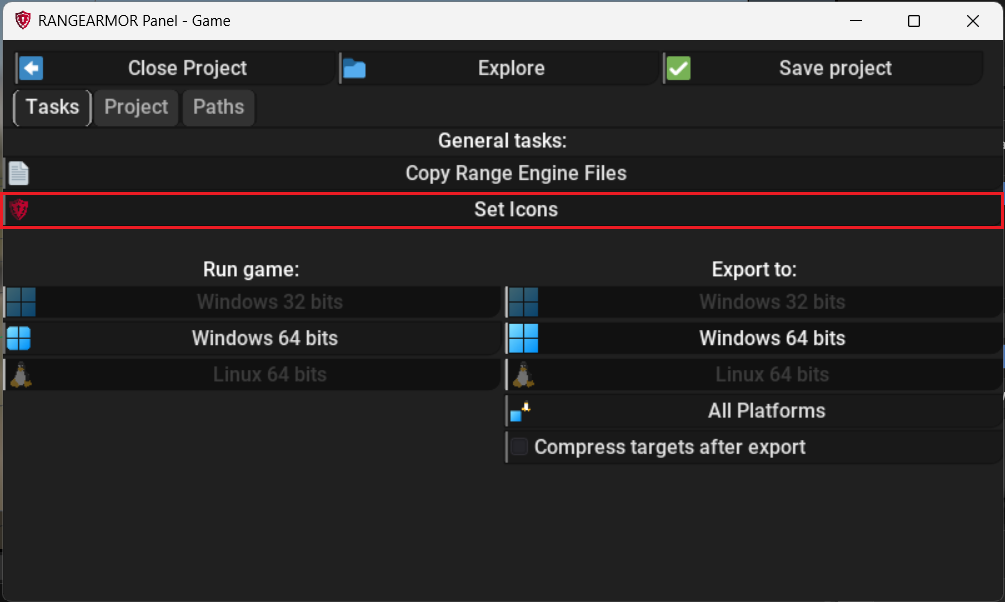 RANGEARMOR Panel - Game
Close Project
Explore
Save project
Tasks
Project
Paths
General tasks:
Copy Range Engine Files
Set Icons
Run game:
Windows 32 bits
Windows 64 bits
Linux 64 bits
Export to:
Windows 32 bits
Windows 64 bits
Linux 64 bits
All Platforms
Compress targets after export